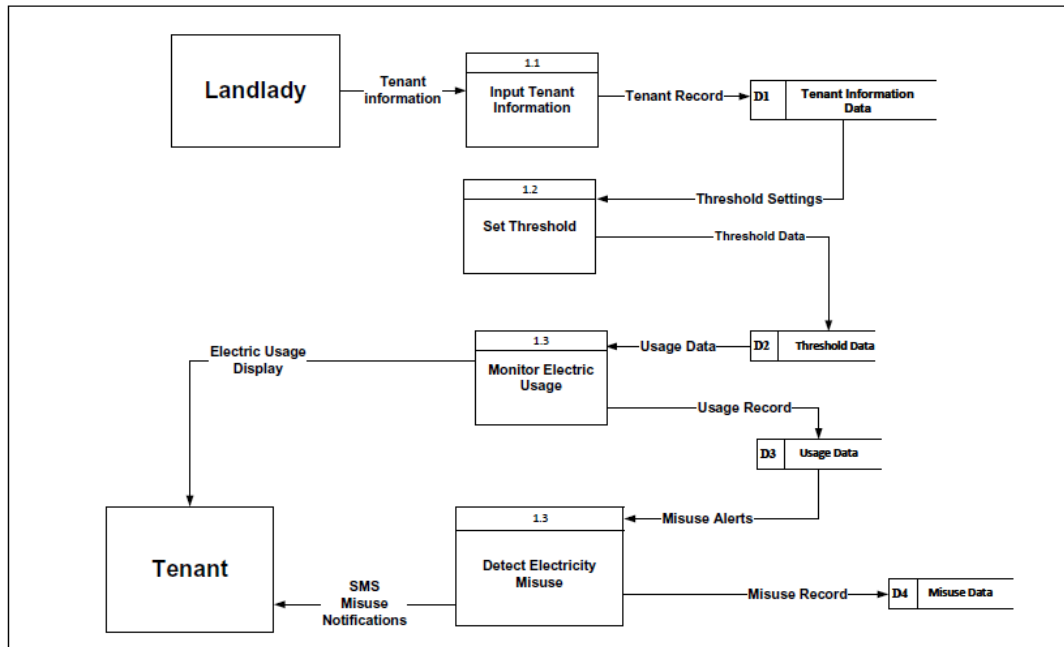 Landlady
Tenant
information
1.1
Input Tenant
Information
Tenant Record
D1
Tenant Information
Data
1.2
Set Threshold
Threshold Settings
Threshold Data
Electric Usage
Display
1.3
Monitor Electric
Usage
Usage Data
D2
Threshold Data
Usage Record
D3
Usage Data
Tenant
SMS
Misuse
Notifications
1.3
Detect Electricity
Misuse
Misuse Alerts
Misuse Record
D4
Misuse Data